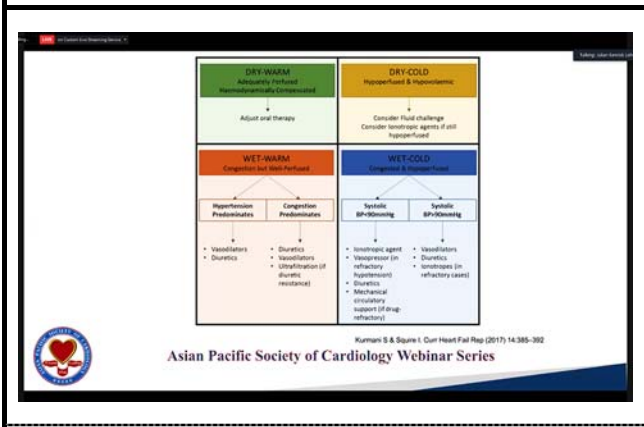 LIVE
DRY-WARM
Adequately Perfused
Haemodynamically Compensated
Adjust oral therapy
DRY-COLD
Hypoperfused & Hypovolaemic
Consider Fluid challenge
Consider Ionotropic agents if still
hypoperfused
WET-WARM
Congestion but Well-Perfused
Hypertension
Predominates
Congestion
Predominates
• Vasodilators
• Diuretics
• Diuretics
• Vasodilators
• Ultrafiltration (if
diuretic
resistance)
WET-COLD
Congested & Hypoperfused
Systolic
BP<90mmHg
Systolic
BP>90mmHg
• Ionotropic agent
• Vasopressor (in
refractory
hypotension)
• Diuretics
• Mechanical
circulatory
support (if drug-
refractory)
• Vasodilators
• Diuretics
• Ionotropes (in
refractory cases)
Kurmani S & Squire I. Curr Heart Fail Rep (2017) 14:385–392
Asian Pacific Society of Cardiology Webinar Series